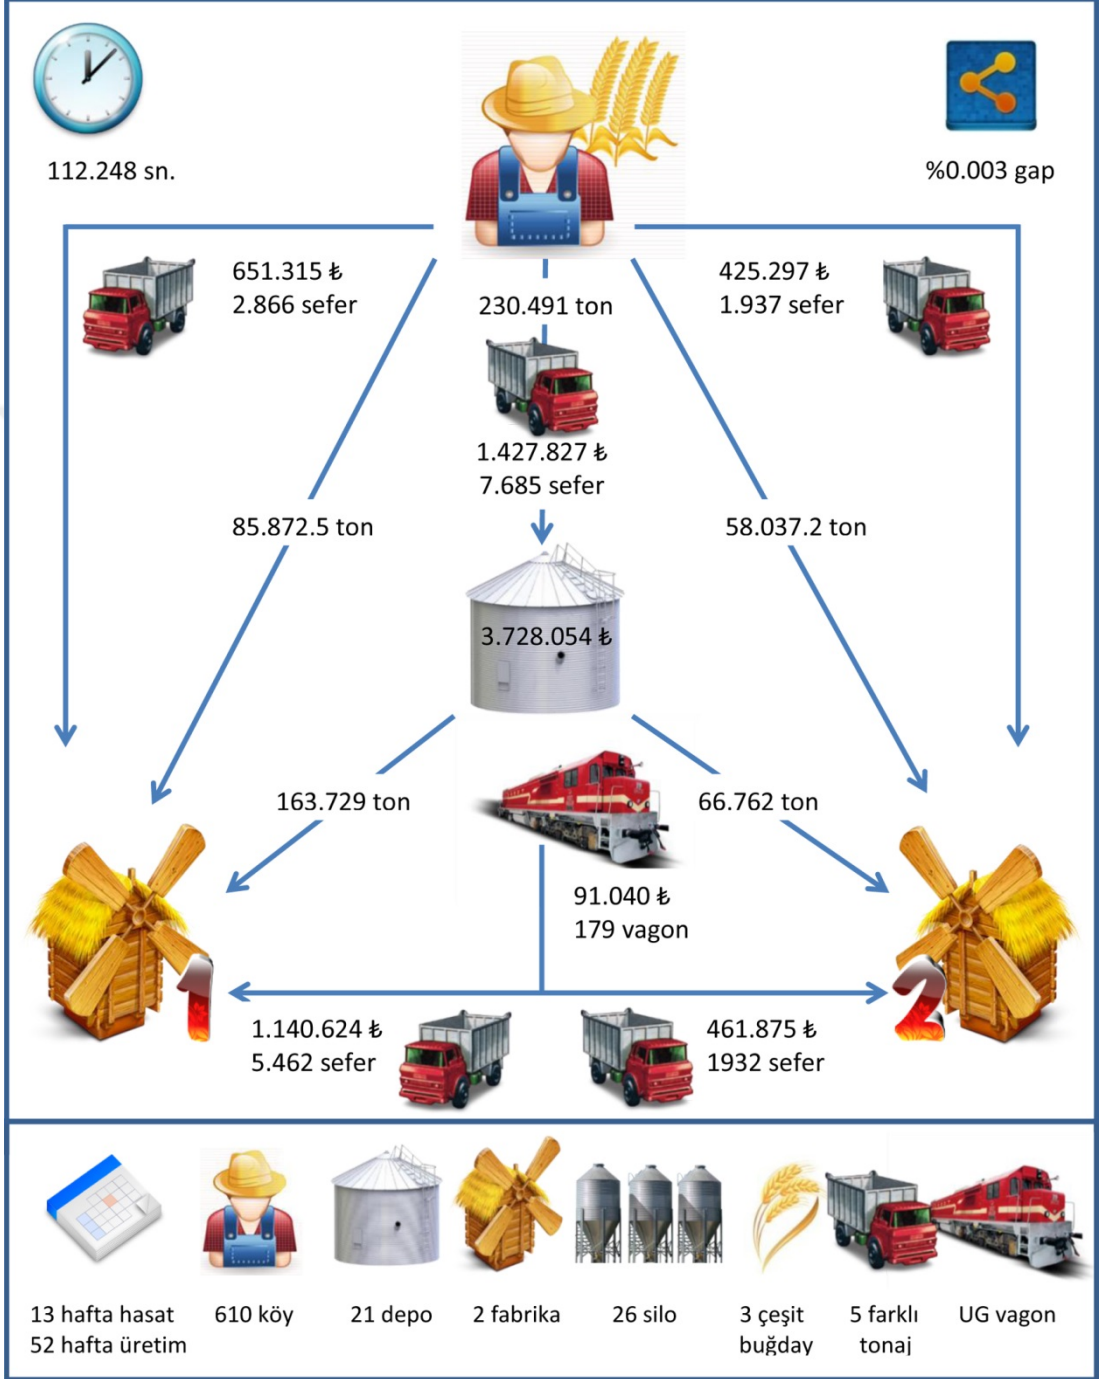 112.248 sn.
%0.003 gap
651.315 ₺
2.866 sefer
230.491 ton
425.297 ₺
1.937 sefer
1.427.827 ₺
7.685 sefer
85.872.5 ton
58.037.2 ton
3.728.054 ₺
163.729 ton
66.762 ton
91.040 ₺
179 vagon
1
2
1.140.624 ₺
5.462 sefer
461.875 ₺
1932 sefer
13 hafta hasat
52 hafta üretim
610 köy
21 depo
2 fabrika
26 silo
3 çeşit
buğday
5 farklı
tonaj
UG vagon